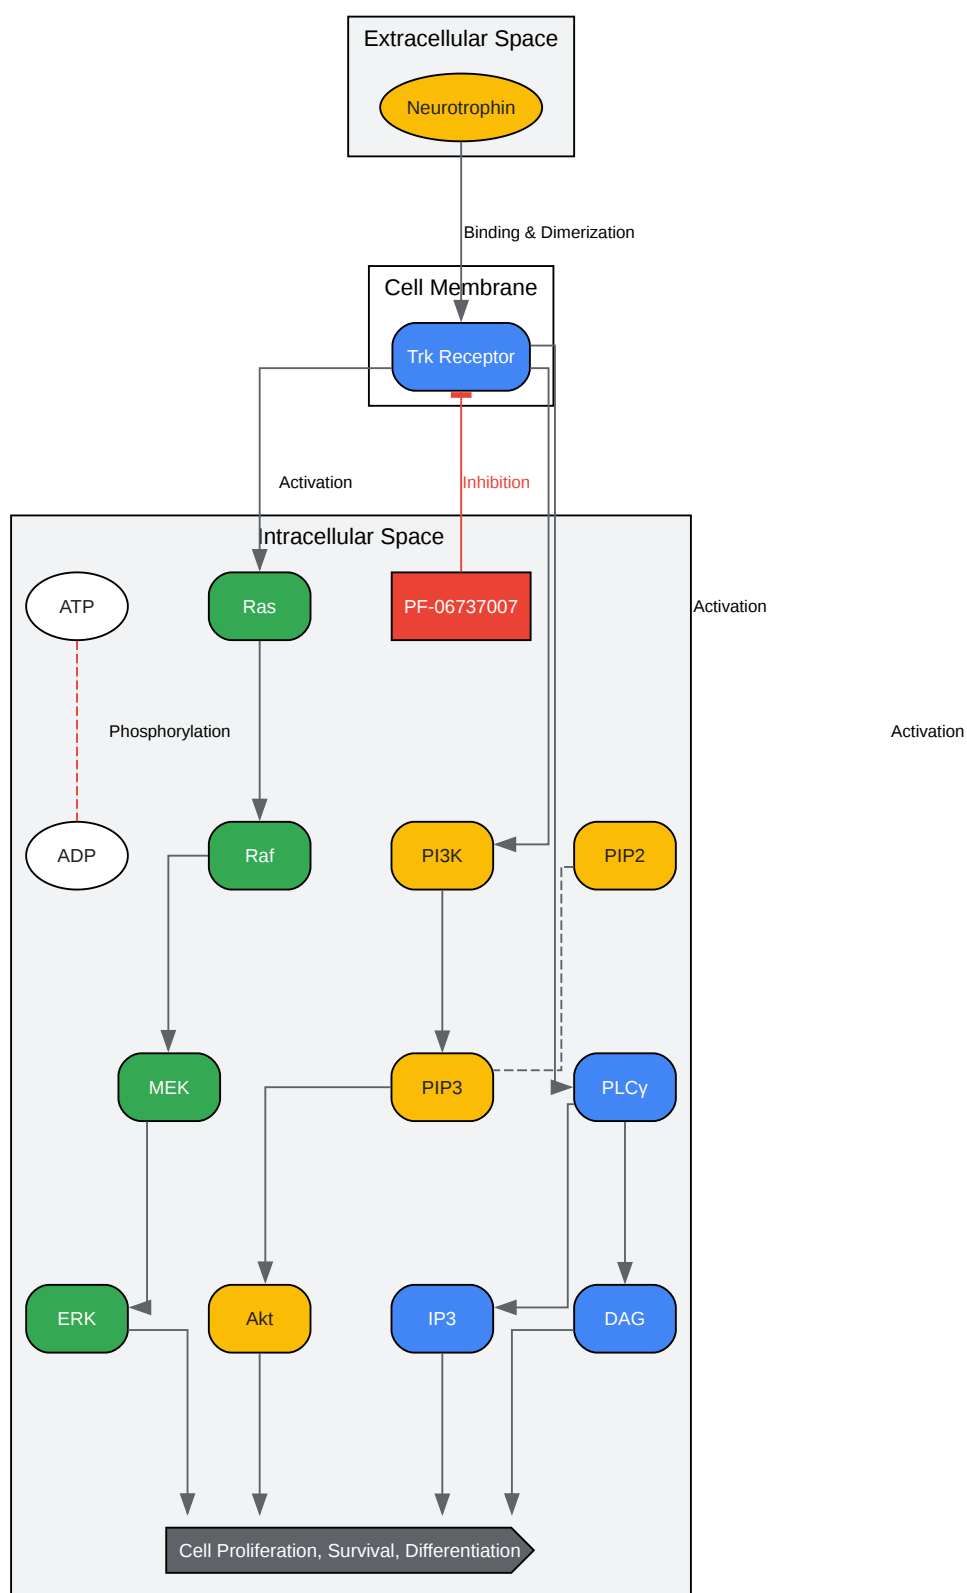 Extracellular Space
Neurotrophin
Binding & Dimerization
Cell Membrane
Trk Receptor
Activation
Inhibition
Intracellular Space
ATP
Ras
PF-06737007
Activation
Phosphorylation
Activation
ADP
Raf
PI3K
PIP2
MEK
PIP3
PLCγ
ERK
Akt
IP3
DAG
Cell Proliferation, Survival, Differentiation